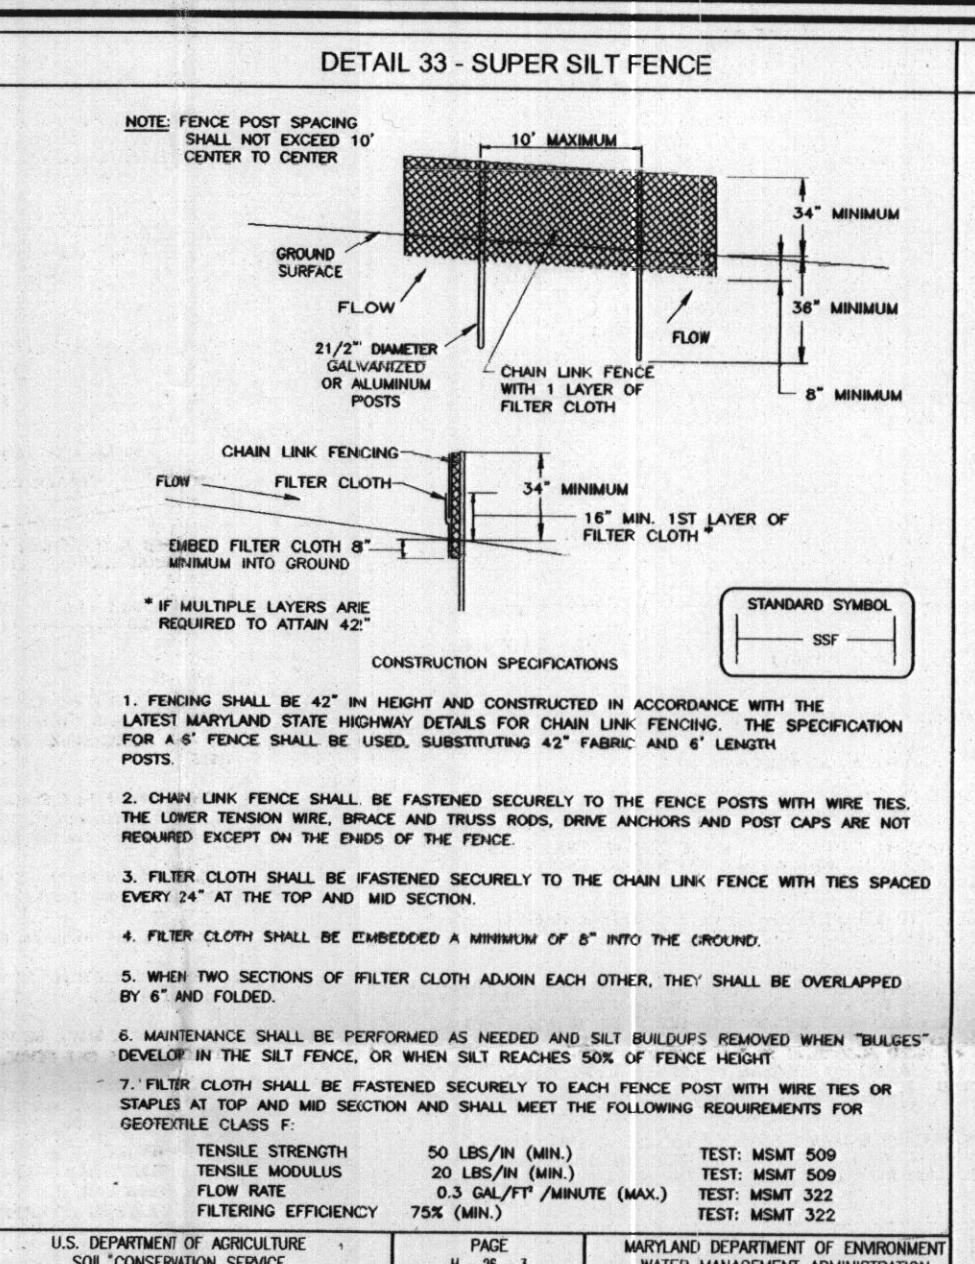 DETAIL 33 - SUPER SILT FENCE
NOTE: FENCE POST SPACING
SHALL NOT EXCEED 10'
CENTER TO CENTER
10' MAXIMUM
34" MINIMUM
GROUND
SURFACE
FLOW
36" MINIMUM
FLOW
21/2" DIAMETER
GALVANIZED
OR ALUMINUM
POSTS
CHAIN LINK FENCE
WITH 1 LAYER OF
FILTER CLOTH
8" MINIMUM
CHAIN LINK FENCING
FLOW
FILTER CLOTH
34" MINIMUM
16" MIN. 1ST LAYER OF
FILTER CLOTH *
EMBED FILTER CLOTH 8"
MINIMUM INTO GROUND
* IF MULTIPLE LAYERS ARE
REQUIRED TO ATTAIN 42"
STANDARD SYMBOL
SSF
CONSTRUCTION SPECIFICATIONS
1. FENCING SHALL BE 42" IN HEIGHT AND CONSTRUCTED IN ACCORDANCE WITH THE
LATEST MARYLAND STATE HIGHWAY DETAILS FOR CHAIN LINK FENCING. THE SPECIFICATION
FOR A 6' FENCE SHALL BE USED, SUBSTITUTING 42" FABRIC AND 6' LENGTH
POSTS.
2. CHAIN LINK FENCE SHALL BE FASTENED SECURELY TO THE FENCE POSTS WITH WIRE TIES.
THE LOWER TENSION WIRE, BRACE AND TRUSS RODS, DRIVE ANCHORS AND POST CAPS ARE NOT
REQUIRED EXCEPT ON THE ENDS OF THE FENCE.
3. FILTER CLOTH SHALL BE FASTENED SECURELY TO THE CHAIN LINK FENCE WITH TIES SPACED
EVERY 24" AT THE TOP AND MID SECTION.
4. FILTER CLOTH SHALL BE EMBEDDED A MINIMUM OF 8" INTO THE GROUND.
5. WHEN TWO SECTIONS OF FILTER CLOTH ADJOIN EACH OTHER, THEY SHALL BE OVERLAPPED
BY 6" AND FOLDED.
6. MAINTENANCE SHALL BE PERFORMED AS NEEDED AND SILT BUILDUPS REMOVED WHEN "BULGES"
DEVELOP IN THE SILT FENCE, OR WHEN SILT REACHES 50% OF FENCE HEIGHT
7. FILTER CLOTH SHALL BE FASTENED SECURELY TO EACH FENCE POST WITH WIRE TIES OR
STAPLES AT TOP AND MID SECTION AND SHALL MEET THE FOLLOWING REQUIREMENTS FOR
GEOTEXTILE CLASS F:
TENSILE STRENGTH 50 LBS/IN (MIN.) TEST: MSMT 509
TENSILE MODULUS 20 LBS/IN (MIN.) TEST: MSMT 509
FLOW RATE 0.3 GAL/FT² /MINUTE (MAX.) TEST: MSMT 322
FILTERING EFFICIENCY 75% (MIN.) TEST: MSMT 322
U.S. DEPARTMENT OF AGRICULTURE
SOIL CONSERVATION SERVICE
PAGE
MARYLAND DEPARTMENT OF ENVIRONMENT
WATER MANAGEMENT ADMINISTRATION